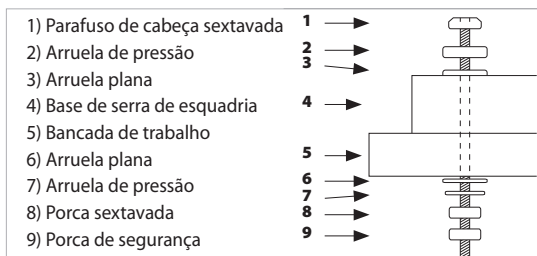 1) Parafuso de cabeça sextavada
2) Arruela de pressão
3) Arruela plana
4) Base de serra de esquadria
5) Bancada de trabalho
6) Arruela plana
7) Arruela de pressão
8) Porca sextavada
9) Porca de segurança
1
2
3
4
5
6
7
8
9